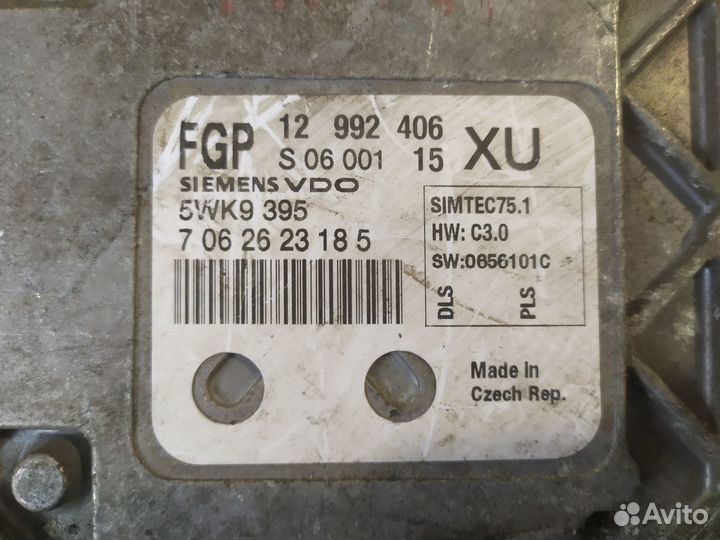 FGP 12 992 406 XU
S 06 001 15
SIEMENS VDO
5WK9 395
7 06 26 23 18 5
SIMTEC75.1
HW: C3.0
SW:0656101C
DLS PLS
Made in
Czech Rep.
Avito